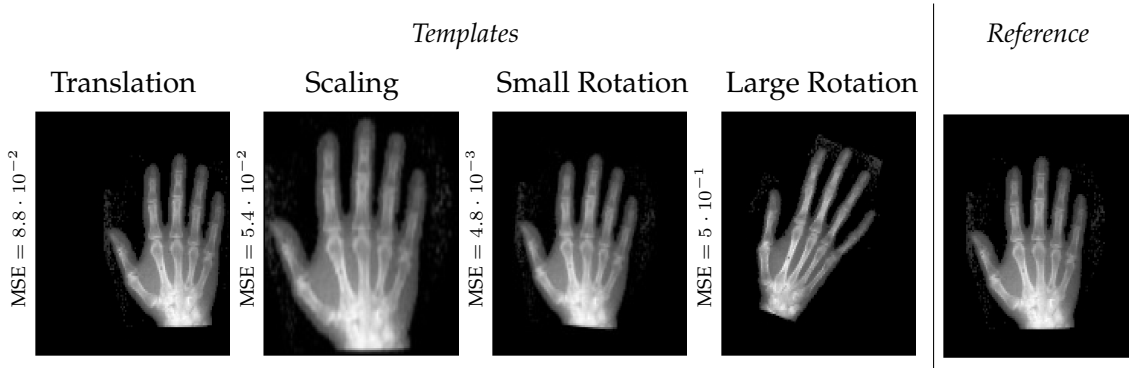 Templates
Reference
Translation
Scaling
Small Rotation
Large Rotation
MSE = 8.8 · 10⁻²
MSE = 5.4 · 10⁻²
MSE = 4.8 · 10⁻³
MSE = 5 · 10⁻¹